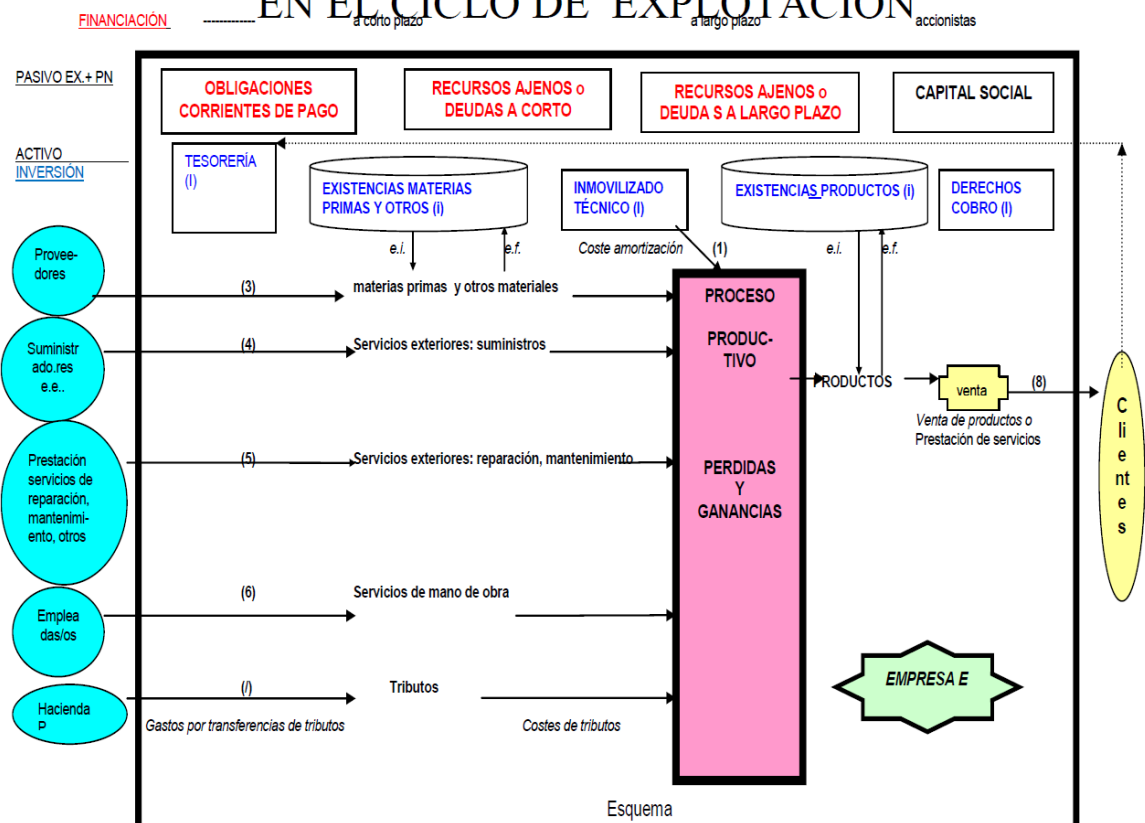 EN EL CICLO DE EXPLOTACIÓN
FINANCIACIÓN ------------- a corto plazo a largo plazo accionistas
PASIVO EX.+ PN
OBLIGACIONES
CORRIENTES DE PAGO
RECURSOS AJENOS o
DEUDAS A CORTO
RECURSOS AJENOS o
DEUDA S A LARGO PLAZO
CAPITAL SOCIAL
ACTIVO
INVERSIÓN
TESORERÍA
(I)
EXISTENCIAS MATERIAS
PRIMAS Y OTROS (i)
INMOVILIZADO
TÉCNICO (I)
EXISTENCIAS PRODUCTOS (i)
DERECHOS
COBRO (I)
e.i.
e.f.
Coste amortización
(1)
e.i.
e.f.
Provee-
dores
(3)
materias primas y otros materiales
Suministr
ado.res
e.e..
(4)
Servicios exteriores: suministros
Prestación
servicios de
reparación,
mantenimi-
ento, otros
(5)
Servicios exteriores: reparación, mantenimiento
Emplea
das/os
(6)
Servicios de mano de obra
Hacienda
P
(/)
Tributos
Gastos por transferencias de tributos
Costes de tributos
PROCESO
PRODUC-
TIVO
PERDIDAS
Y
GANANCIAS
PRODUCTOS
venta
(8)
Venta de productos o
Prestación de servicios
C
li
e
nt
e
s
EMPRESA E
Esquema